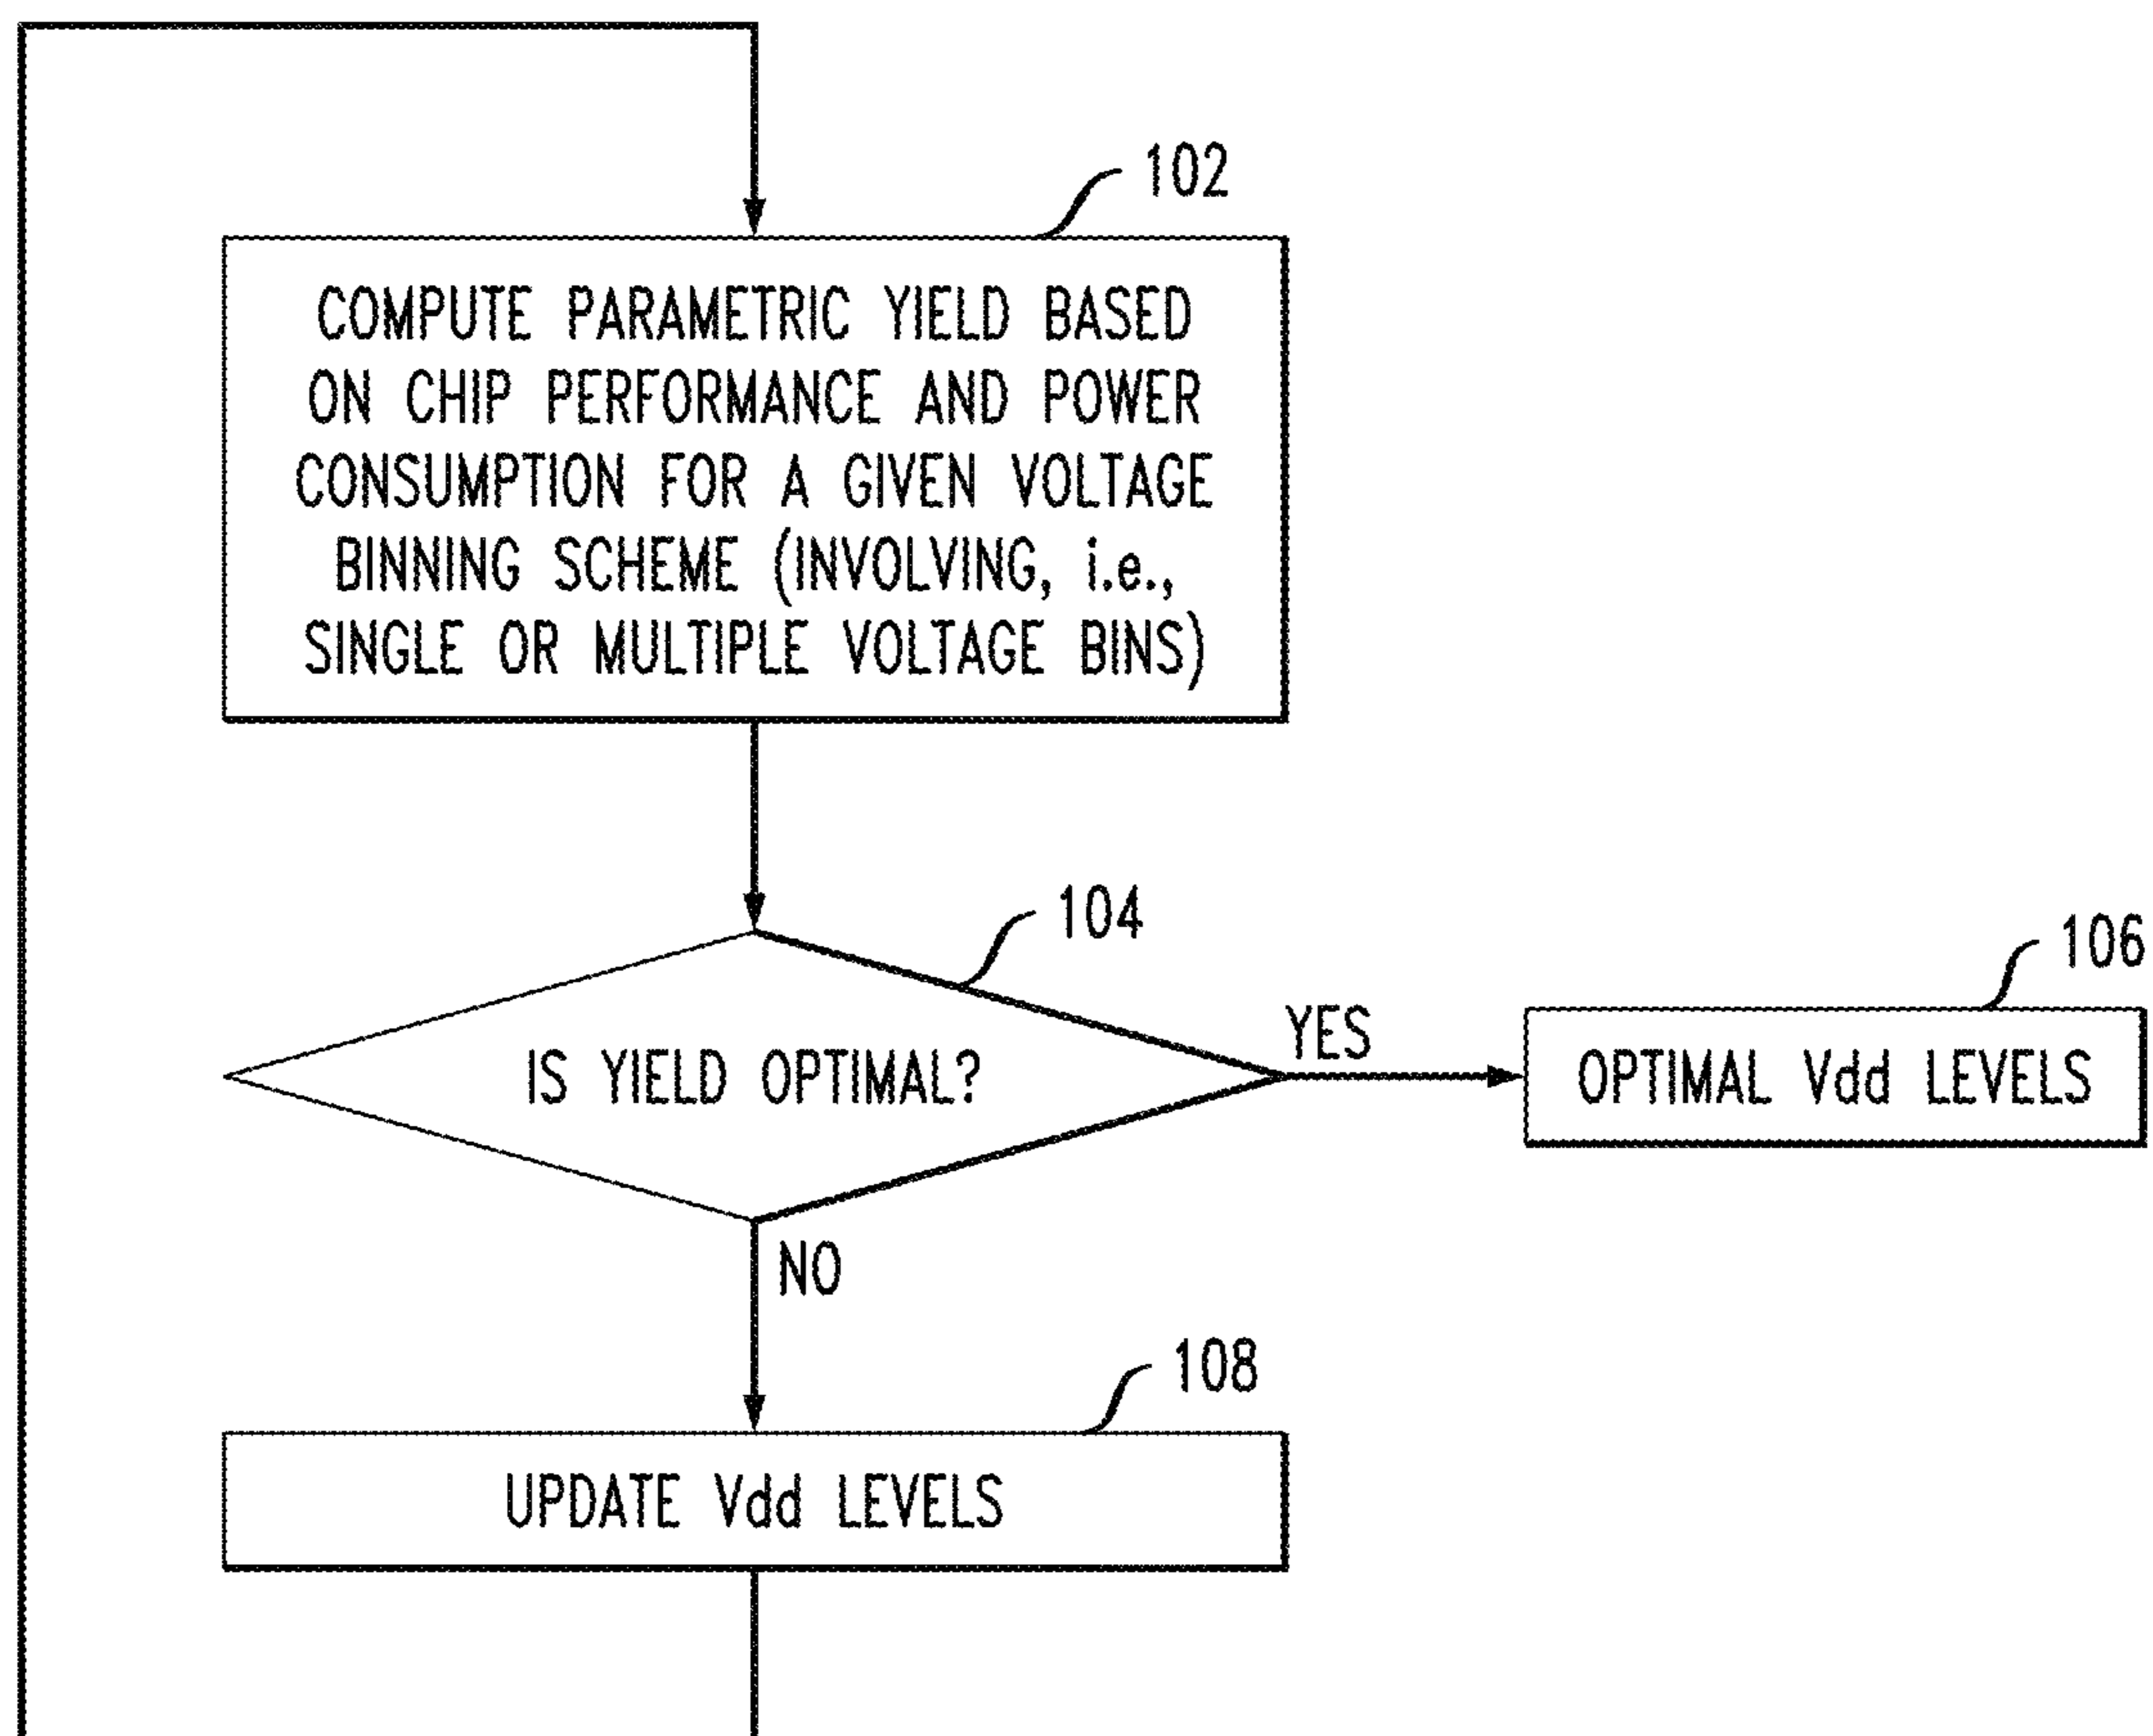 102
COMPUTE PARAMETRIC YIELD BASED
ON CHIP PERFORMANCE AND POWER
CONSUMPTION FOR A GIVEN VOLTAGE
BINNING SCHEME (INVOLVING, i.e.,
SINGLE OR MULTIPLE VOLTAGE BINS)
104
IS YIELD OPTIMAL?
YES
106
OPTIMAL Vdd LEVELS
NO
108
UPDATE Vdd LEVELS